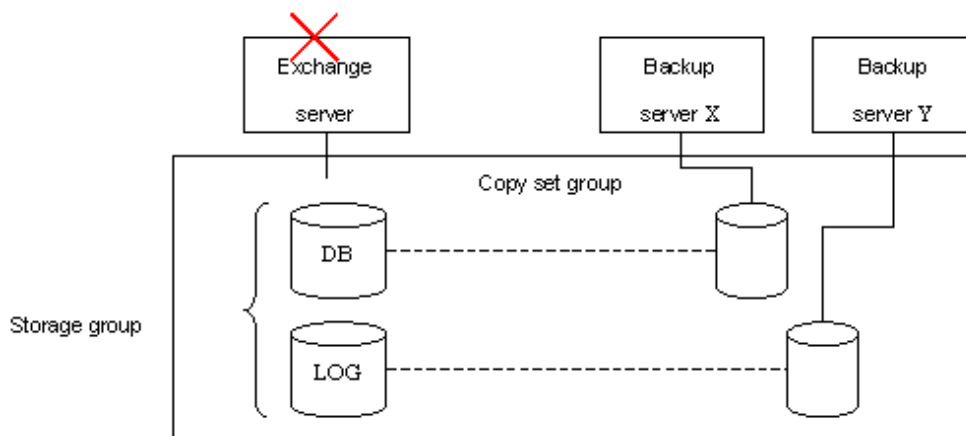 Exchange
server
Backup
server X
Backup
server Y
Copy set group
DB
Storage group
LOG